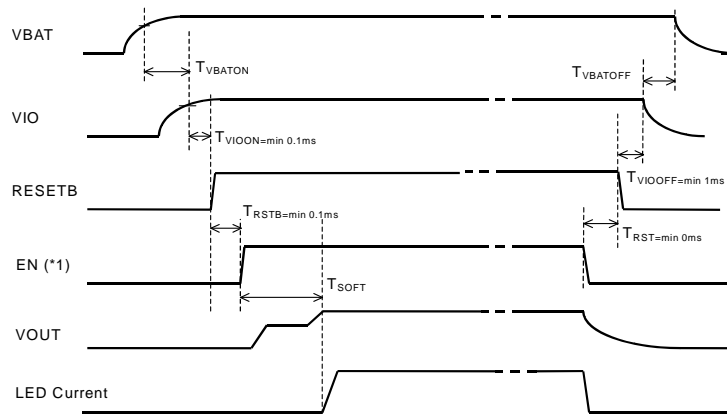 VBAT
TVBATON
TVBATOFF
VIO
TVIOON=min 0.1ms
TVIOOFF=min 1ms
RESETB
TRSTB=min 0.1ms
TRST=min 0ms
EN (*1)
TSOFT
VOUT
LED Current